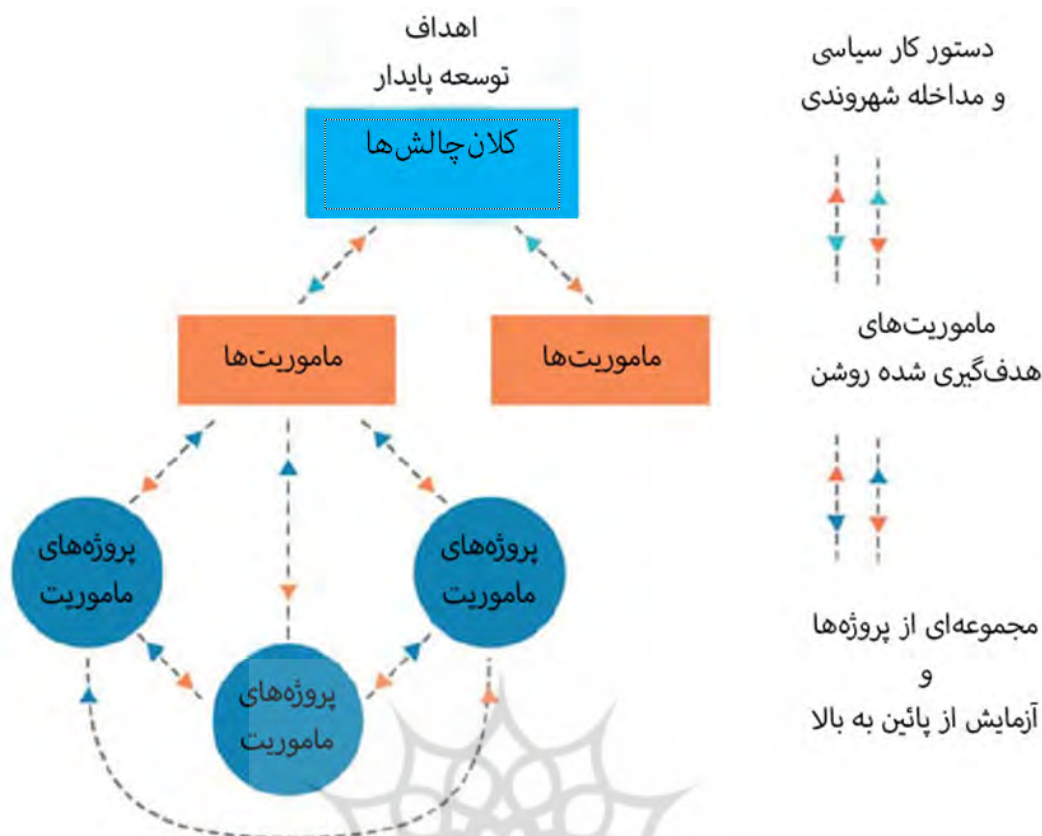 اهداف
توسعه پایدار
کلان‌چالش‌ها
ماموریت‌ها
ماموریت‌ها
پروژه‌های
ماموریت
پروژه‌های
ماموریت
پروژه‌های
ماموریت
دستور کار سیاسی
و مداخله شهروندی
ماموریت‌های
هدف‌گیری شده روشن
مجموعه‌ای از پروژه‌ها
و
آزمایش از پائین به بالا